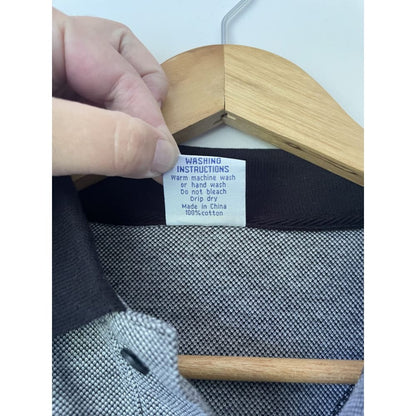 WASHING
INSTRUCTIONS
Warm machine wash
or hand wash
Do not bleach
Drip dry
Made in China
100% cotton